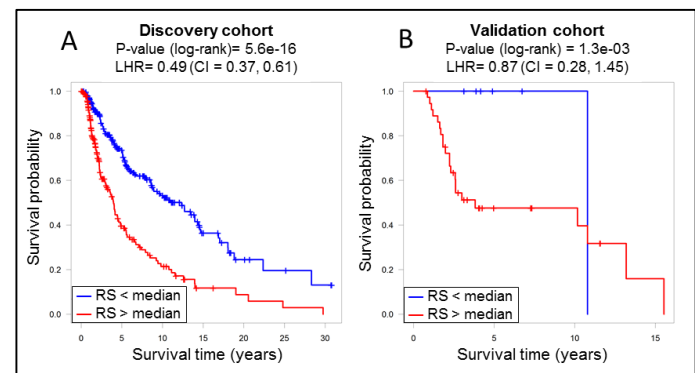 A
Discovery cohort
P-value (log-rank)= 5.6e-16
LHR= 0.49 (CI = 0.37, 0.61)
Survival probability
1.0
0.8
0.6
0.4
0.2
0.0
RS < median
RS > median
0 5 10 15 20 25 30
Survival time (years)
B
Validation cohort
P-value (log-rank) = 1.3e-03
LHR= 0.87 (CI = 0.28, 1.45)
Survival probability
1.0
0.8
0.6
0.4
0.2
0.0
RS < median
RS > median
0 5 10 15
Survival time (years)